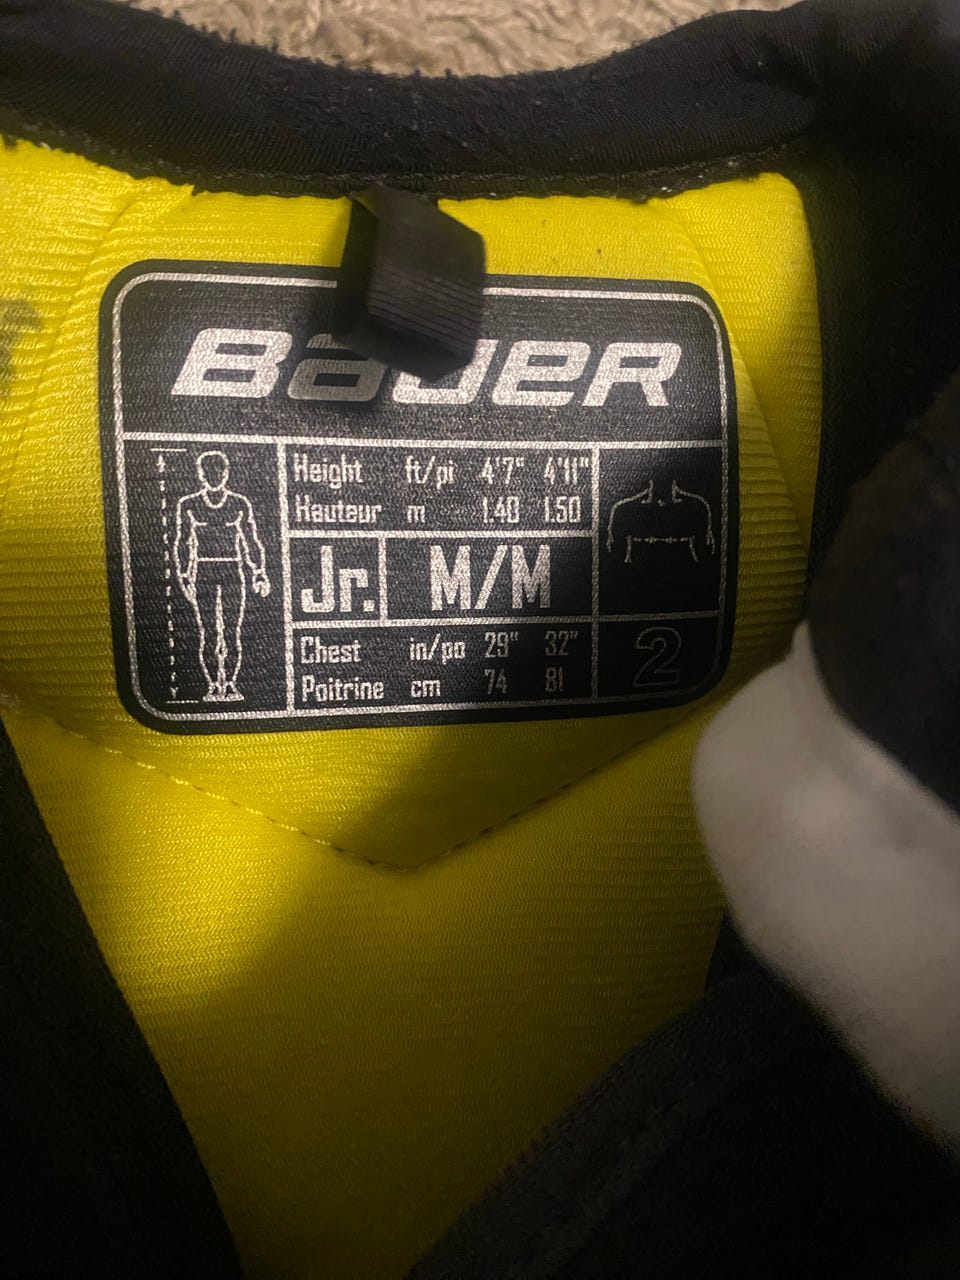 BAUER
Height ft/pi 4'7" 4'11"
Hauteur m 1.40 1.50
Jr. M/M
Chest in/po 29" 32"
Poitrine cm 74 81
2